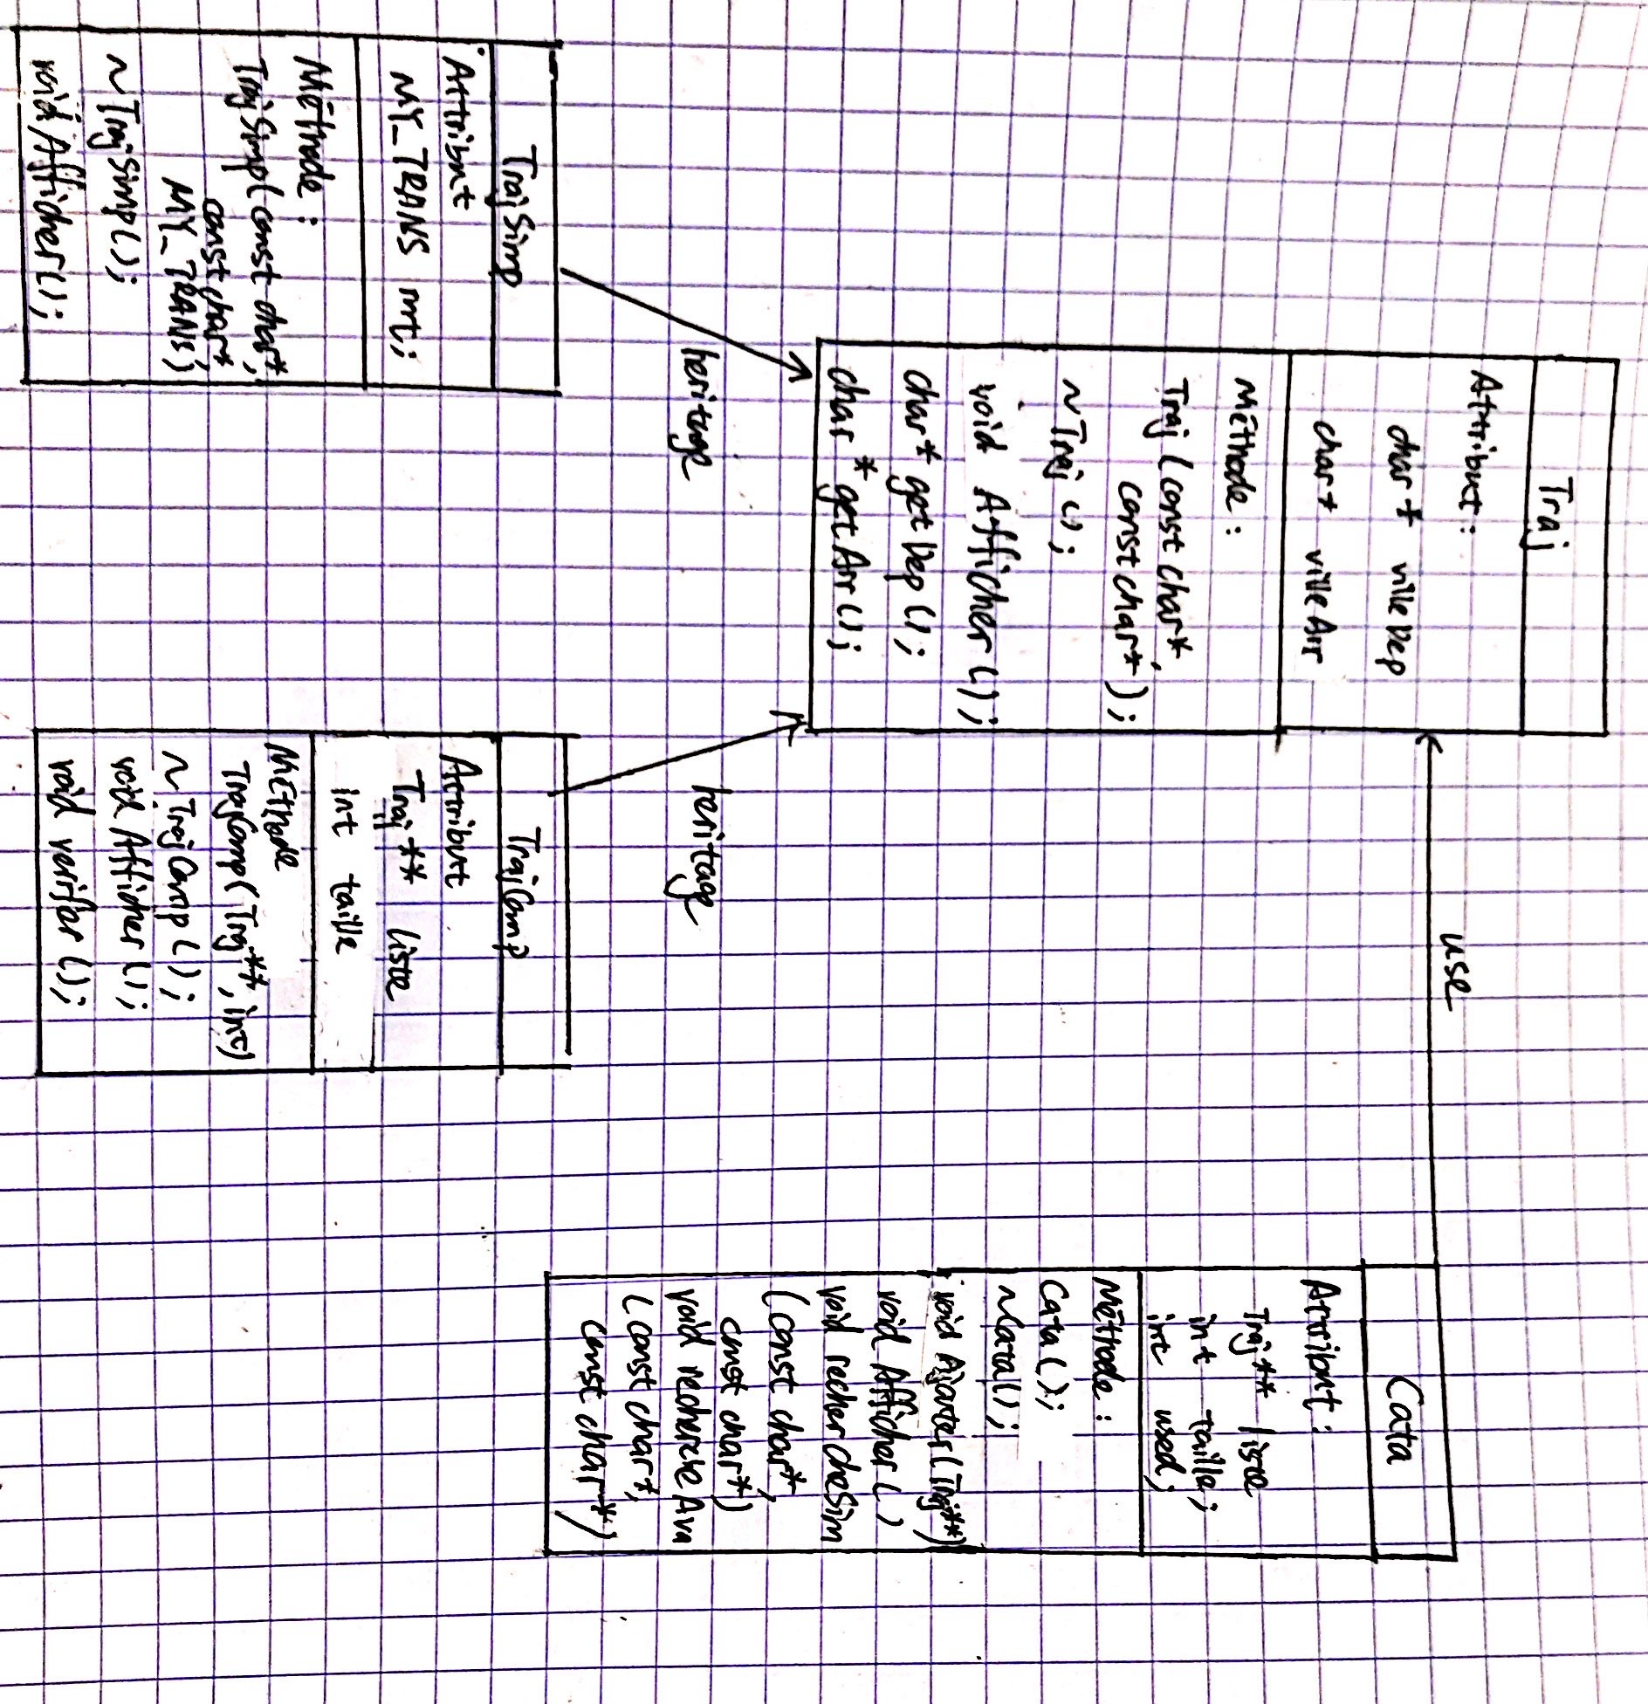 Traj
Attribut :
char* villeDep
char* villeArr
Méthode :
Traj (const char*,
const char*);
~Traj ();
void Afficher ();
char* getDep();
char* getArr();
use
Cata
Attribut :
Traj** liste
int taille;
int used;
Méthode :
Cata();
~Cata();
void Ajouter(Traj**)
void Afficher()
void rechercheSim
(const char*,
const char*)
void rechercheAva
(const char*,
const char*)
heritage
heritage
TrajSimp
Attribut
MY_TRANS mt;
Méthode :
TrajSimp(const char*,
const char*,
MY_TRANS)
~TrajSimp();
void Afficher();
TrajComp
Attribut
Traj** liste
int taille
Méthode
TrajComp(Traj**, int)
~TrajComp();
void Afficher();
void verifier();